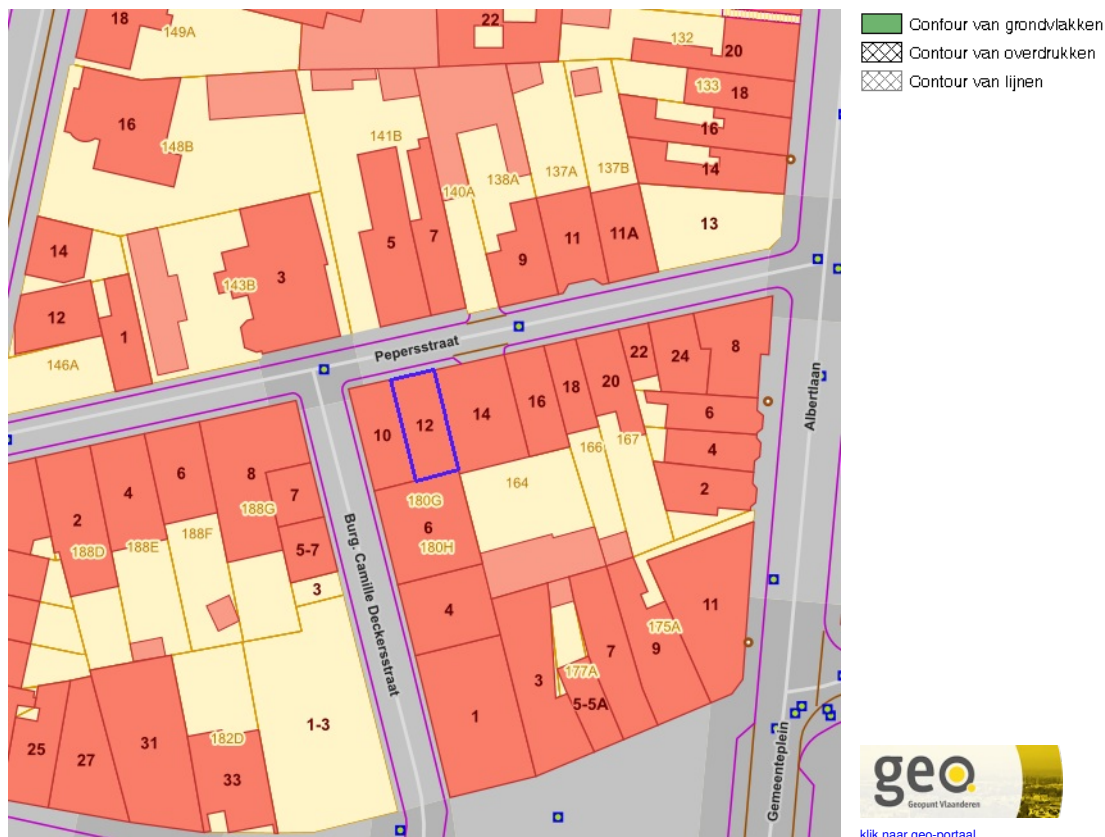 18
149A
22
132
20
133
18
16
14
16
148B
141B
140A
138A
137A
137B
13
14
143B
3
5
7
9
11
11A
12
1
146A
Pepersstraat
Albertlaan
10
12
14
16
18
20
22
24
8
6
4
2
166
167
164
180G
6
180H
2
4
6
8
7
188G
188D
188E
188F
5-7
3
Burg. Camille Deckersstraat
4
1
3
177A
5-5A
7
9
175A
11
1-3
25
27
31
182D
33
Gemeenteplein
Contour van grondvlakken
Contour van overdrukken
Contour van lijnen
geo.
Geopunt Vlaanderen
klik naar geo-portaal